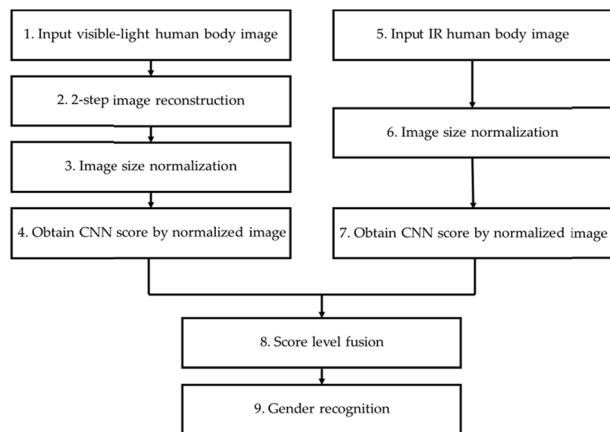 1. Input visible-light human body image
2. 2-step image reconstruction
3. Image size normalization
4. Obtain CNN score by normalized image
5. Input IR human body image
6. Image size normalization
7. Obtain CNN score by normalized image
8. Score level fusion
9. Gender recognition